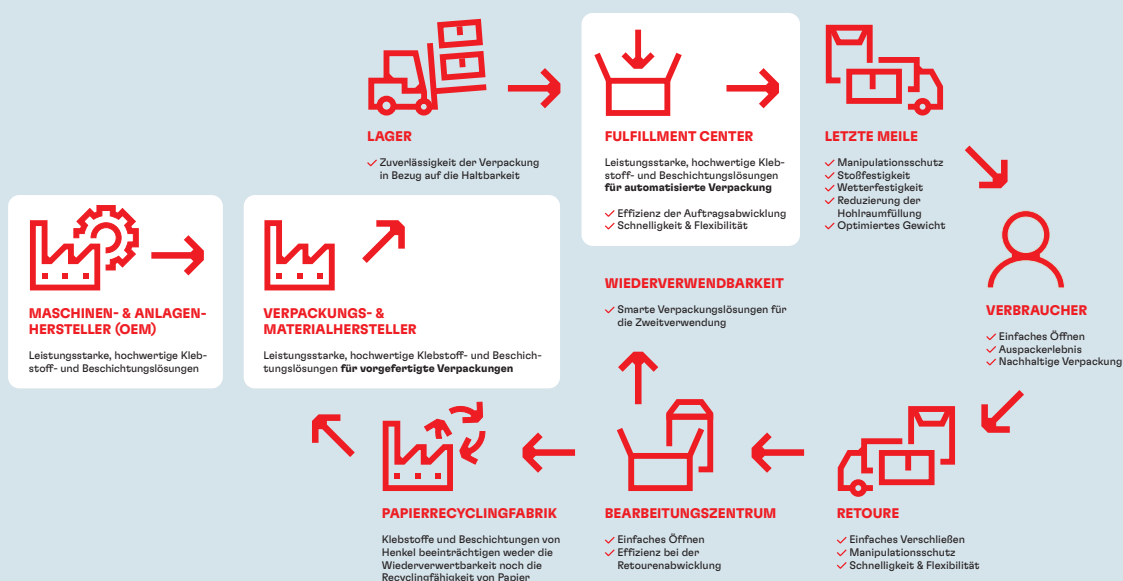 LAGER
Zuverlässigkeit der Verpackung
in Bezug auf die Haltbarkeit
FULFILLMENT CENTER
Leistungsstarke, hochwertige Kleb-
stoff- und Beschichtungslösungen
für automatisierte Verpackung
Effizienz der Auftragsabwicklung
Schnelligkeit & Flexibilität
LETZTE MEILE
Manipulationsschutz
Stoßfestigkeit
Wetterfestigkeit
Reduzierung der
Hohlraumfüllung
Optimiertes Gewicht
MASCHINEN- & ANLAGEN-
HERSTELLER (OEM)
Leistungsstarke, hochwertige Kleb-
stoff- und Beschichtungslösungen
VERPACKUNGS- &
MATERIALHERSTELLER
Leistungsstarke, hochwertige Klebstoff- und Beschich-
tungslösungen für vorgefertigte Verpackungen
WIEDERVERWENDBARKEIT
Smarte Verpackungslösungen für
die Zweitverwendung
VERBRAUCHER
Einfaches Öffnen
Auspackerlebnis
Nachhaltige Verpackung
PAPIERRECYCLINGFABRIK
Klebstoffe und Beschichtungen von
Henkel beeinträchtigen weder die
Wiederverwertbarkeit noch die
Recyclingfähigkeit von Papier
BEARBEITUNGSZENTRUM
Einfaches Öffnen
Effizienz bei der
Retourenabwicklung
RETOURE
Einfaches Verschließen
Manipulationsschutz
Schnelligkeit & Flexibilität